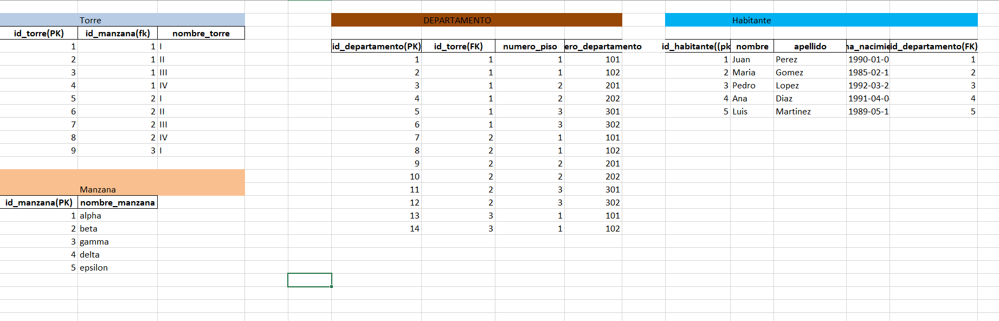 Torre
id_torre(PK) id_manzana(fk) nombre_torre
1 1 I
2 1 II
3 1 III
4 1 IV
5 2 I
6 2 II
7 2 III
8 2 IV
9 3 I
Manzana
id_manzana(PK) nombre_manzana
1 alpha
2 beta
3 gamma
4 delta
5 epsilon
DEPARTAMENTO
id_departamento(PK) id_torre(FK) numero_piso ero_departamento
1 1 1 101
2 1 1 102
3 1 2 201
4 1 2 202
5 1 3 301
6 1 3 302
7 2 1 101
8 2 1 102
9 2 2 201
10 2 2 202
11 2 3 301
12 2 3 302
13 3 1 101
14 3 1 102
Habitante
id_habitante((pk nombre apellido na_nacimie id_departamento(FK)
1 Juan Perez 1990-01-0 1
2 Maria Gomez 1985-02-1 2
3 Pedro Lopez 1992-03-2 3
4 Ana Diaz 1991-04-0 4
5 Luis Martinez 1989-05-1 5